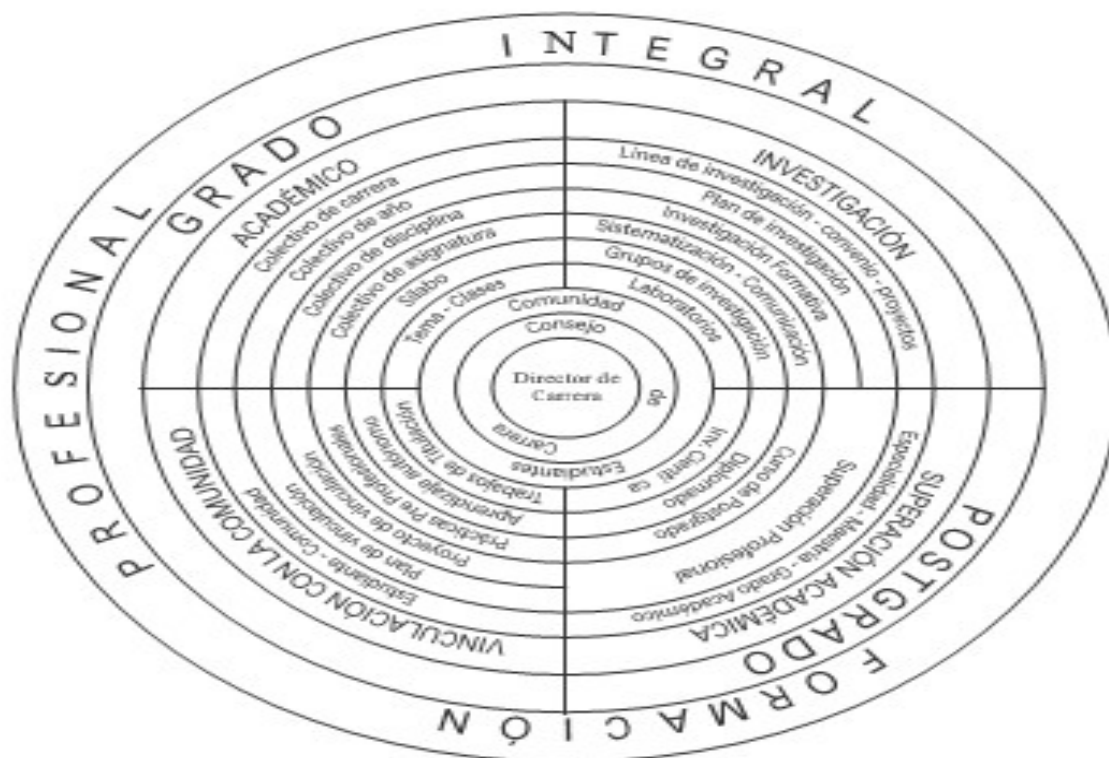 FORMACIÓN PROFESIONAL INTEGRAL
GRADO
ACADÉMICO
Colectivo de carrera
Colectivo de año
Colectivo de disciplina
Colectivo de asignatura
Sílabo
Tema - Clases
INVESTIGACIÓN
Línea de investigación - convenio - proyectos
Plan de investigación
Investigación Formativa
Sistematización - Comunicación
Grupos de investigación
Laboratorios
Comunidad
Consejo de Carrera
Director de
Carrera
Estudiantes
Inv. Cientí ca
Diplomado
Curso de Postgrado
Superación Profesional
Especialidad - Maestría - Grado Académico
SUPERACIÓN ACADÉMICA
POSTGRADO
Trabajos de Titulación
Aprendizaje autónomo
Prácticas Pre Profesionales
Proyecto de vinculación
Plan de vinculación
Estudiante - Comunidad
VINCULACIÓN CON LA COMUNIDAD